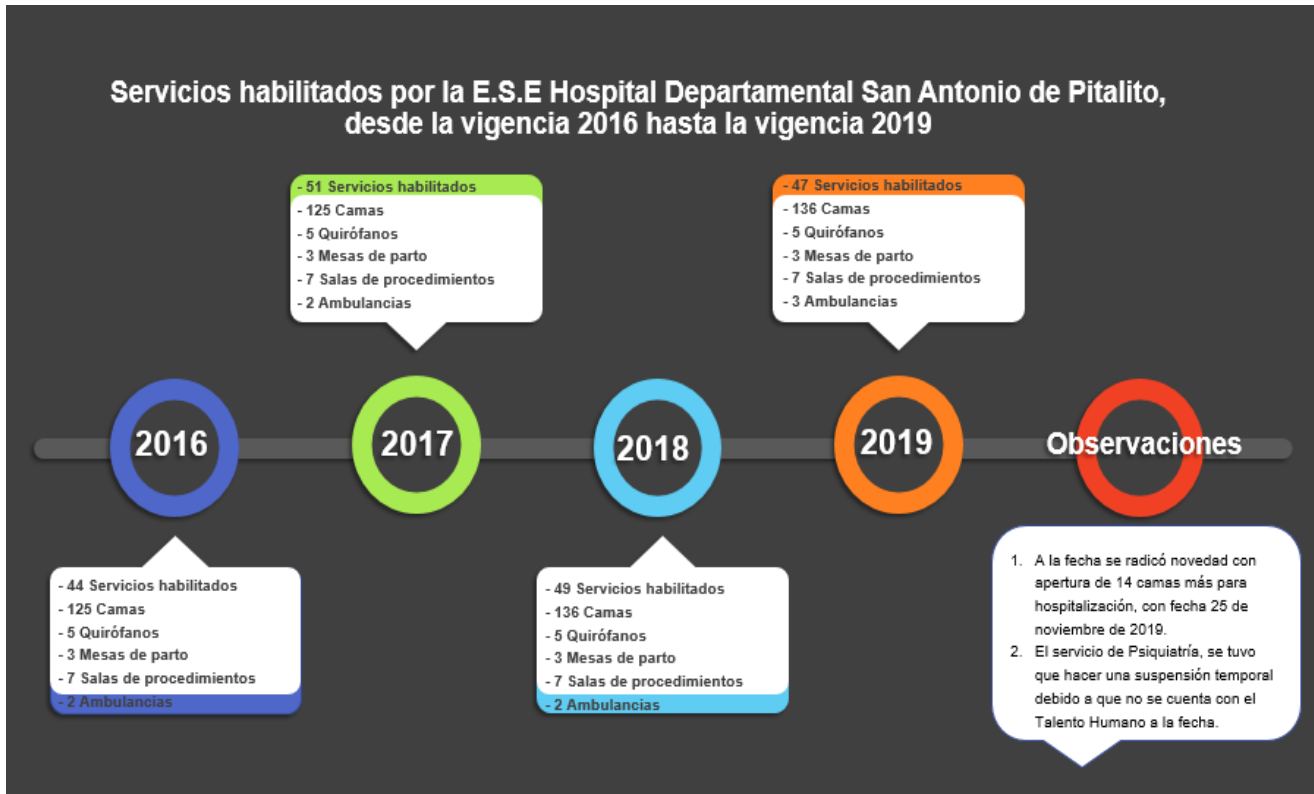 Servicios habilitados por la E.S.E Hospital Departamental San Antonio de Pitalito,
desde la vigencia 2016 hasta la vigencia 2019
- 51 Servicios habilitados
- 125 Camas
- 5 Quirófanos
- 3 Mesas de parto
- 7 Salas de procedimientos
- 2 Ambulancias
- 47 Servicios habilitados
- 136 Camas
- 5 Quirófanos
- 3 Mesas de parto
- 7 Salas de procedimientos
- 3 Ambulancias
2016
2017
2018
2019
Observaciones
- 44 Servicios habilitados
- 125 Camas
- 5 Quirófanos
- 3 Mesas de parto
- 7 Salas de procedimientos
- 2 Ambulancias
- 49 Servicios habilitados
- 136 Camas
- 5 Quirófanos
- 3 Mesas de parto
- 7 Salas de procedimientos
- 2 Ambulancias
1. A la fecha se radicó novedad con
apertura de 14 camas más para
hospitalización, con fecha 25 de
noviembre de 2019.
2. El servicio de Psiquiatría, se tuvo
que hacer una suspensión temporal
debido a que no se cuenta con el
Talento Humano a la fecha.